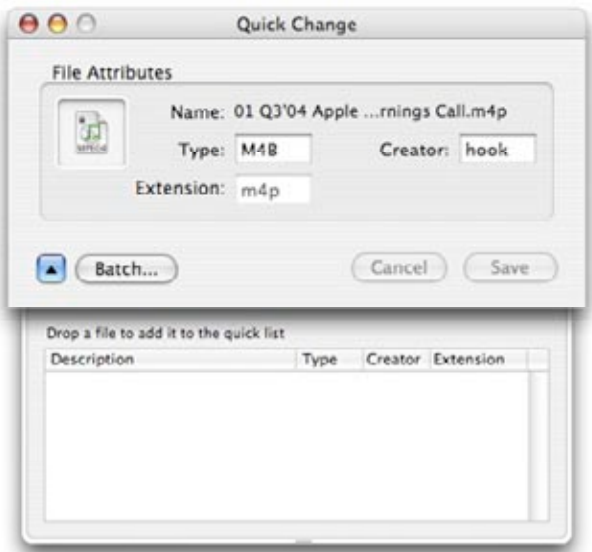 Quick Change
File Attributes
MPEG4
Name: 01 Q3'04 Apple ...rnings Call.m4p
Type: M4B Creator: hook
Extension: m4p
Batch... Cancel Save
Drop a file to add it to the quick list
Description Type Creator Extension